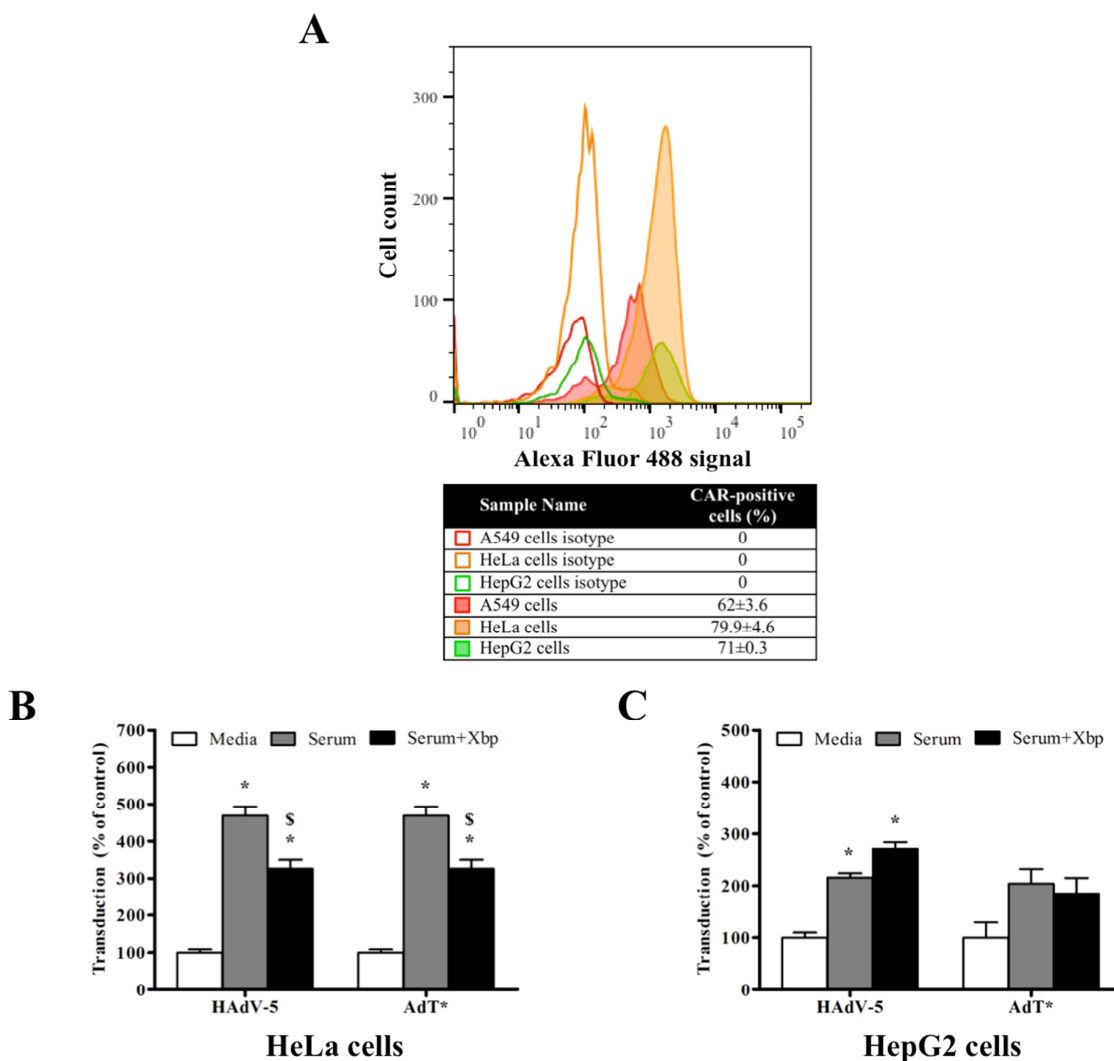 A
300
200
100
0
Cell count
10^0 10^1 10^2 10^3 10^4 10^5
Alexa Fluor 488 signal
Sample Name CAR-positive cells (%)
A549 cells isotype 0
HeLa cells isotype 0
HepG2 cells isotype 0
A549 cells 62±3.6
HeLa cells 79.9±4.6
HepG2 cells 71±0.3
B
Transduction (% of control)
700
600
500
400
300
200
100
0
Media Serum Serum+Xbp
* $ * * $ *
HAdV-5 AdT*
HeLa cells
C
Transduction (% of control)
500
400
300
200
100
0
Media Serum Serum+Xbp
* *
HAdV-5 AdT*
HepG2 cells